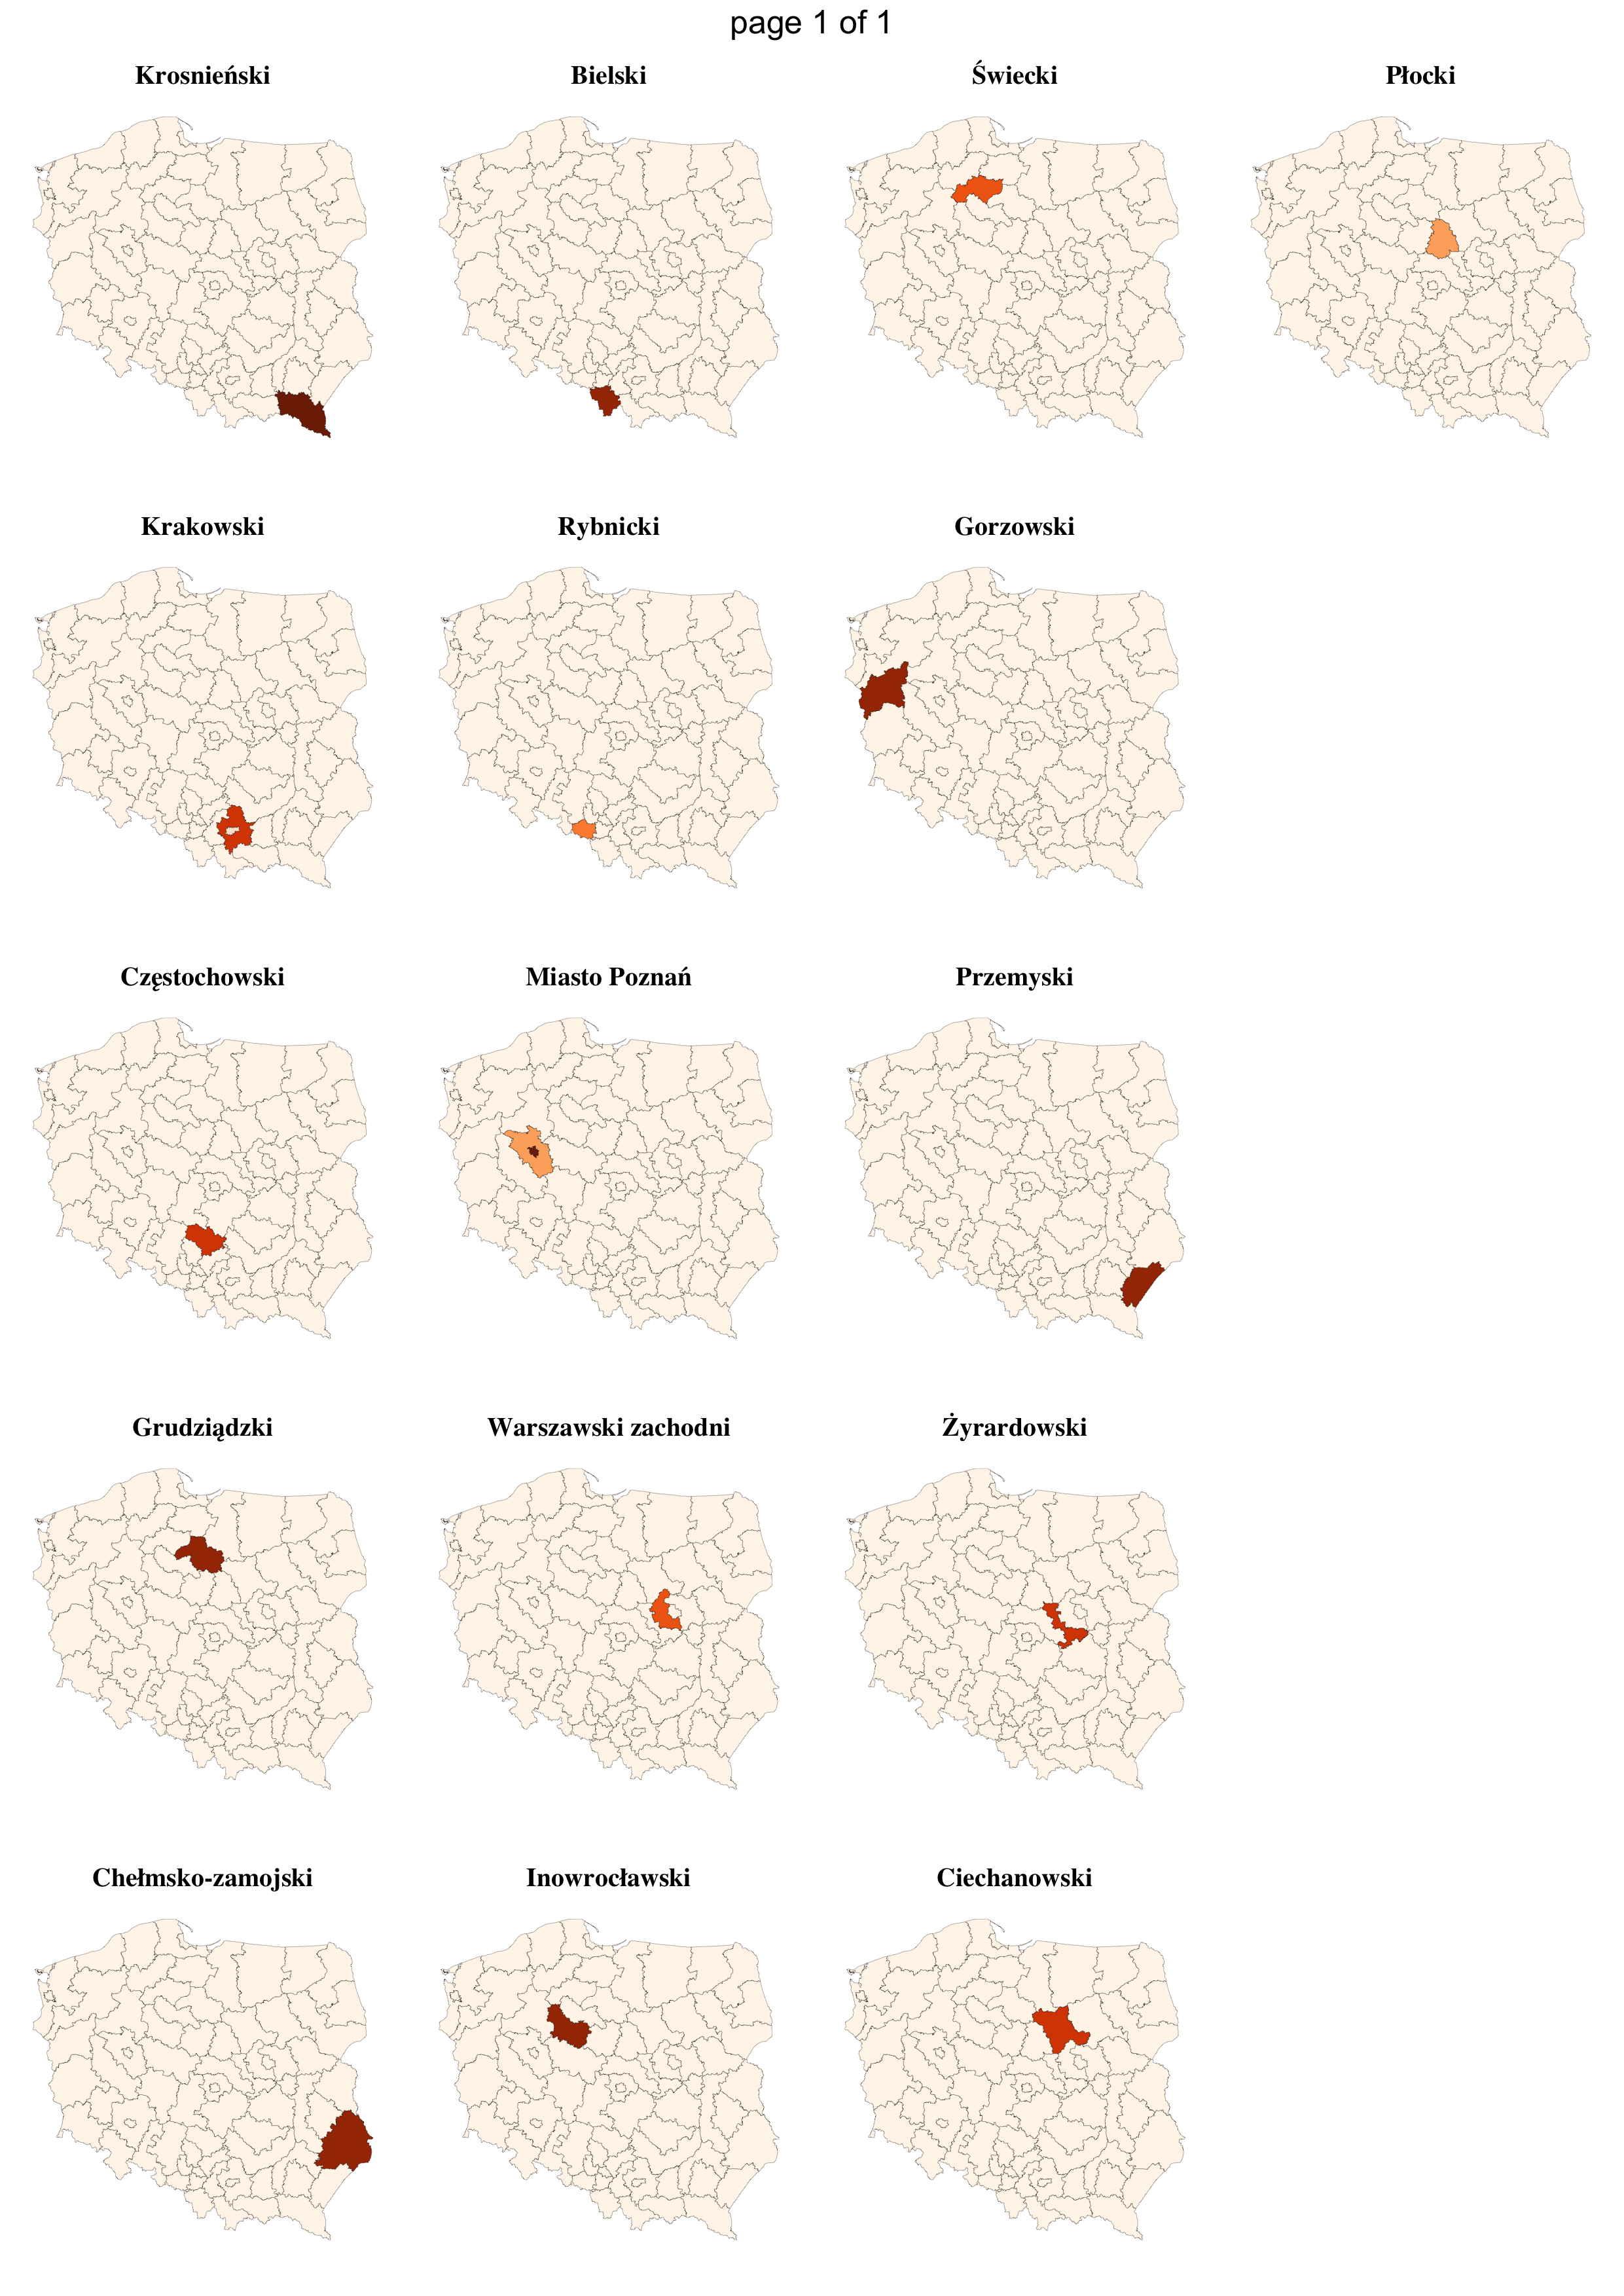 page 1 of 1
Krosnieński
Bielski
Świecki
Płocki
Krakowski
Rybnicki
Gorzowski
Częstochowski
Miasto Poznań
Przemyski
Grudziądzki
Warszawski zachodni
Żyrardowski
Chełmsko-zamojski
Inowrocławski
Ciechanowski